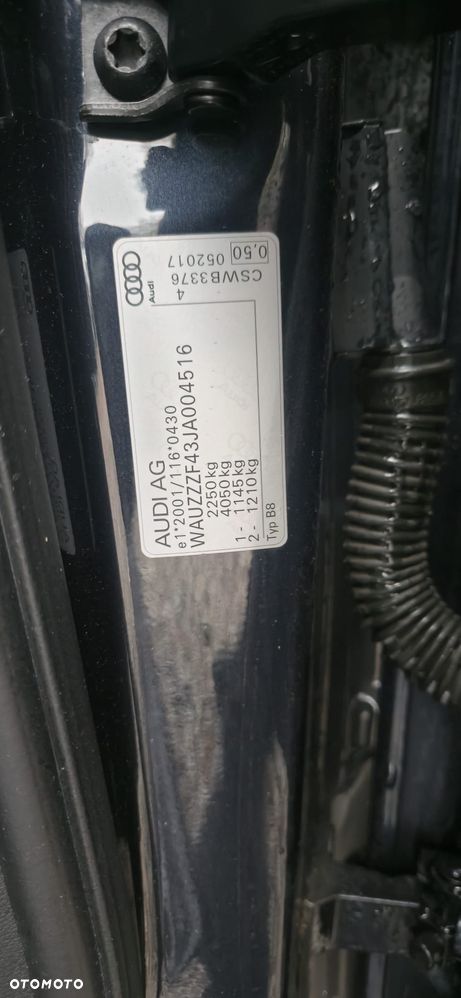 AUDI AG
e1*2001/116*0430
WAUZZZF43JA004516
2250 kg
4050 kg
1- 1145 kg
2- 1210 kg
Typ B8
Audi
4
CSWB3376
052017
0,50
OTOMOTO